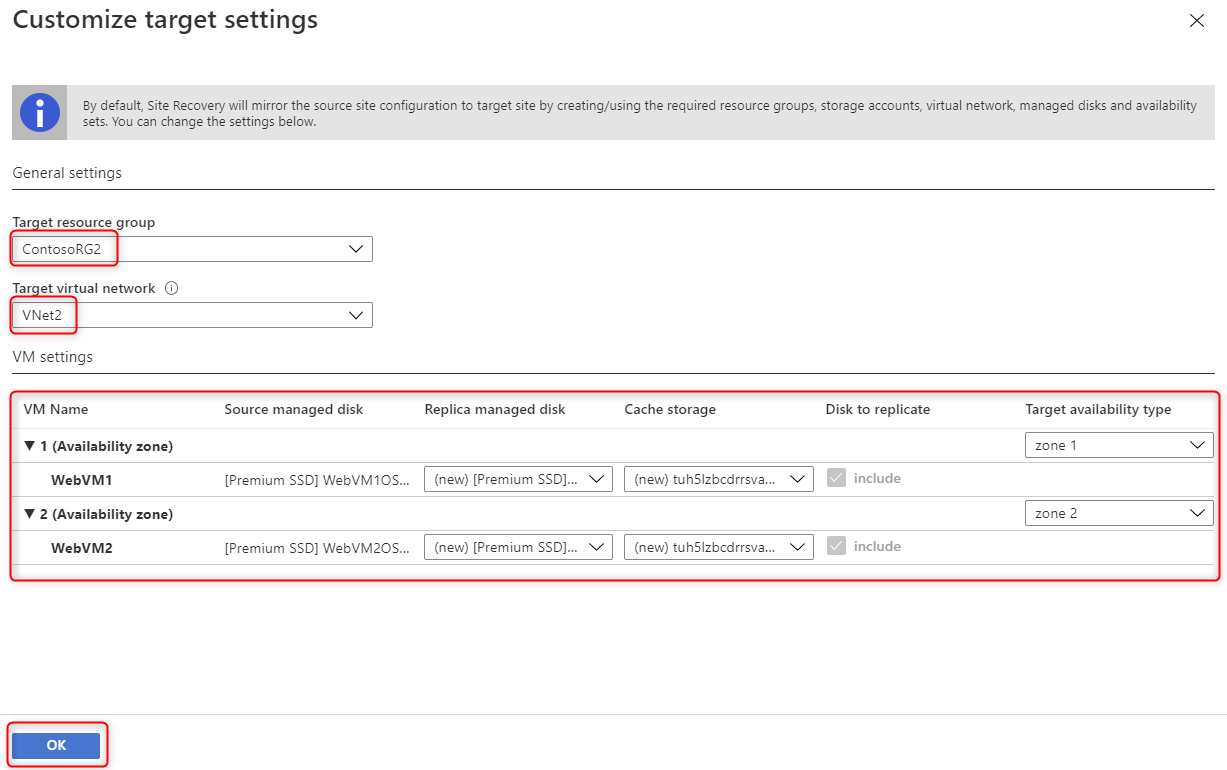 Customize target settings
By default, Site Recovery will mirror the source site configuration to target site by creating/using the required resource groups, storage accounts, virtual network, managed disks and availability
sets. You can change the settings below.
General settings
Target resource group
ContosoRG2
Target virtual network
VNet2
VM settings
VM Name Source managed disk Replica managed disk Cache storage Disk to replicate Target availability type
1 (Availability zone) zone 1
WebVM1 [Premium SSD] WebVM1OS... (new) [Premium SSD]... (new) tuh5lzbcdrrsva... include
2 (Availability zone) zone 2
WebVM2 [Premium SSD] WebVM2OS... (new) [Premium SSD]... (new) tuh5lzbcdrrsva... include
OK